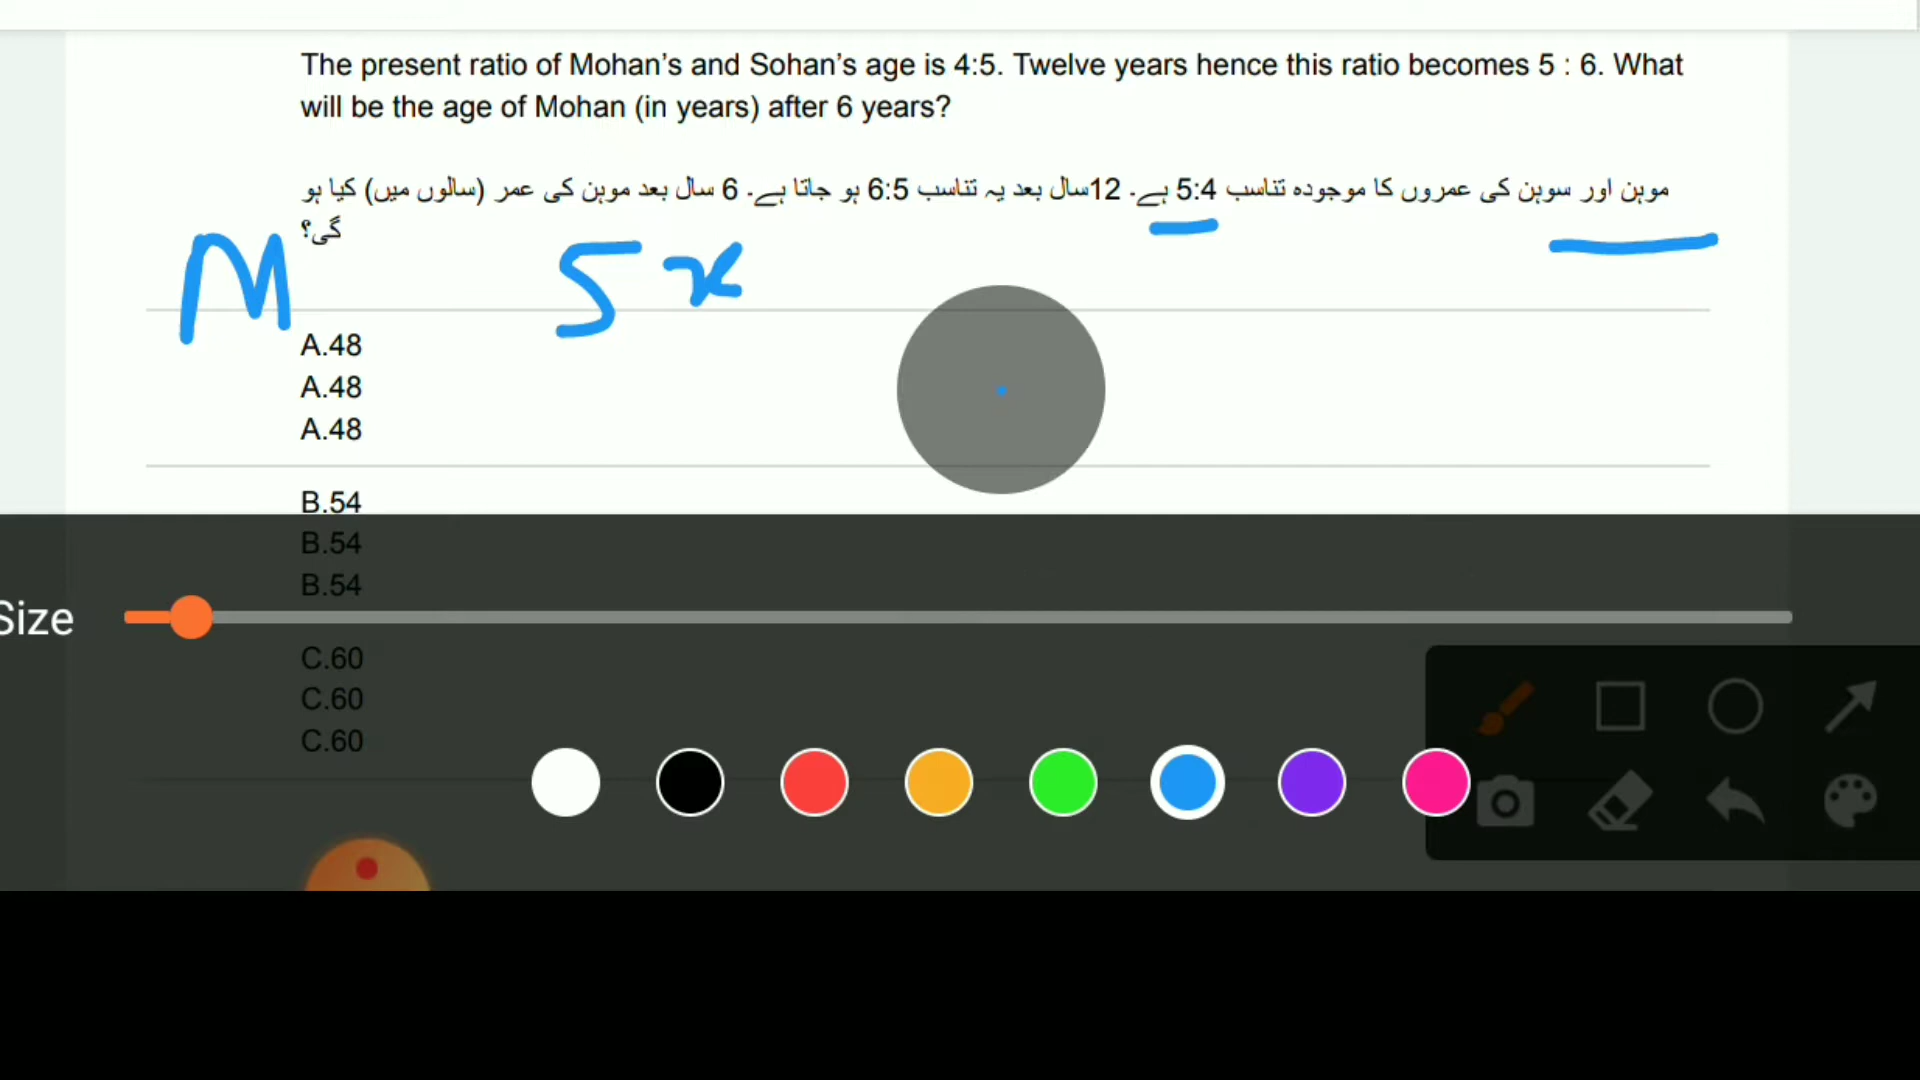 The present ratio of Mohan's and Sohan's age is 4:5. Twelve years hence this ratio becomes 5 : 6. What
will be the age of Mohan (in years) after 6 years?
موہن اور سوہن کی عمروں کا موجودہ تناسب 5:4 ہے۔ 12سال بعد یہ تناسب 6:5 ہو جاتا ہے۔ 6 سال بعد موہن کی عمر (سالوں میں) کیا ہو
گی؟
M 5x
A.48
A.48
A.48
B.54
B.54
B.54
Size
C.60
C.60
C.60